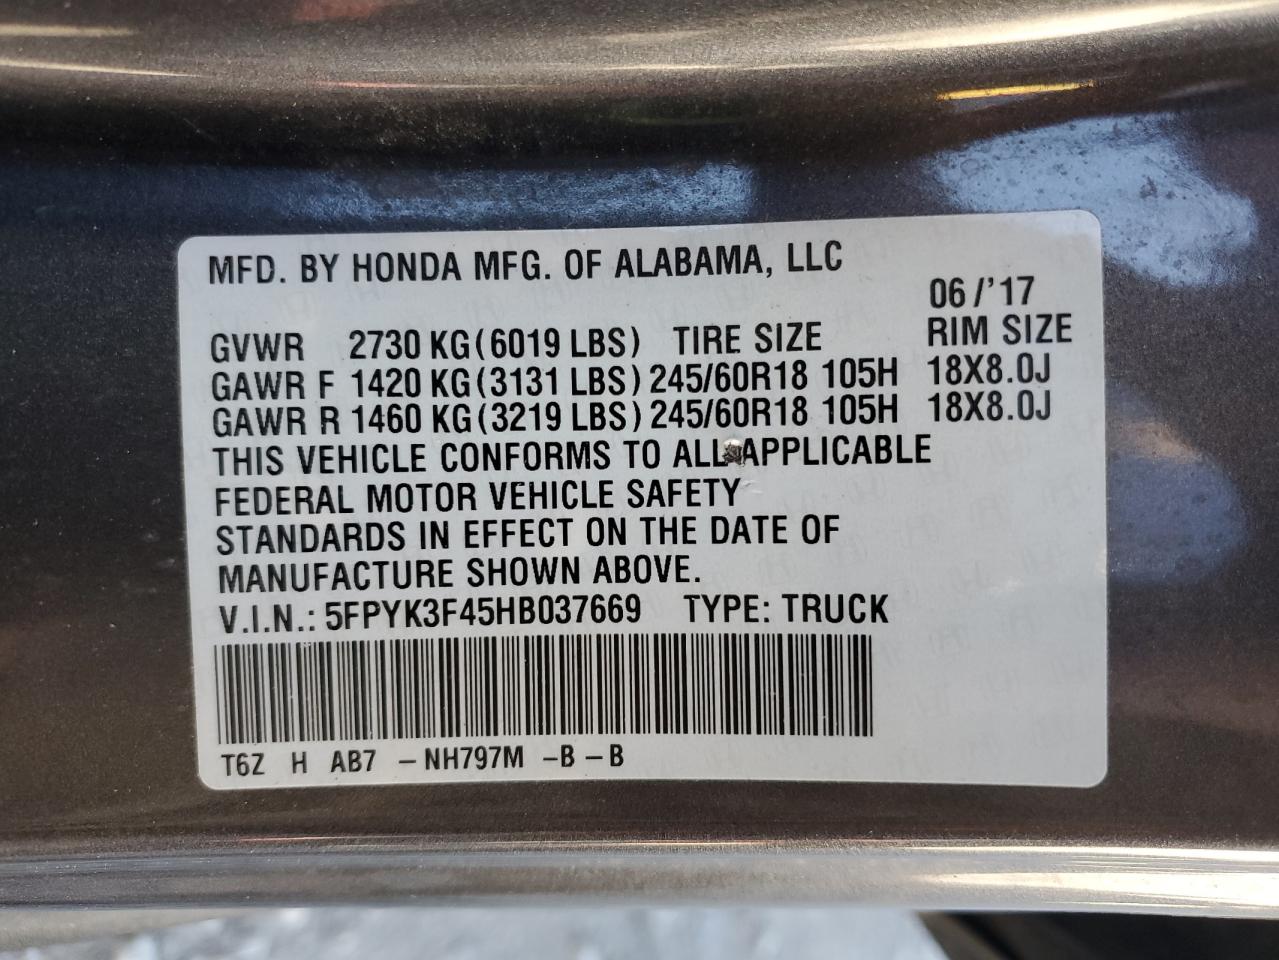 MFD. BY HONDA MFG. OF ALABAMA, LLC
06/'17
GVWR 2730 KG(6019 LBS) TIRE SIZE RIM SIZE
GAWR F 1420 KG(3131 LBS) 245/60R18 105H 18X8.0J
GAWR R 1460 KG(3219 LBS) 245/60R18 105H 18X8.0J
THIS VEHICLE CONFORMS TO ALL APPLICABLE
FEDERAL MOTOR VEHICLE SAFETY
STANDARDS IN EFFECT ON THE DATE OF
MANUFACTURE SHOWN ABOVE.
V.I.N.: 5FPYK3F45HB037669 TYPE: TRUCK
T6Z H AB7 -NH797M -B-B